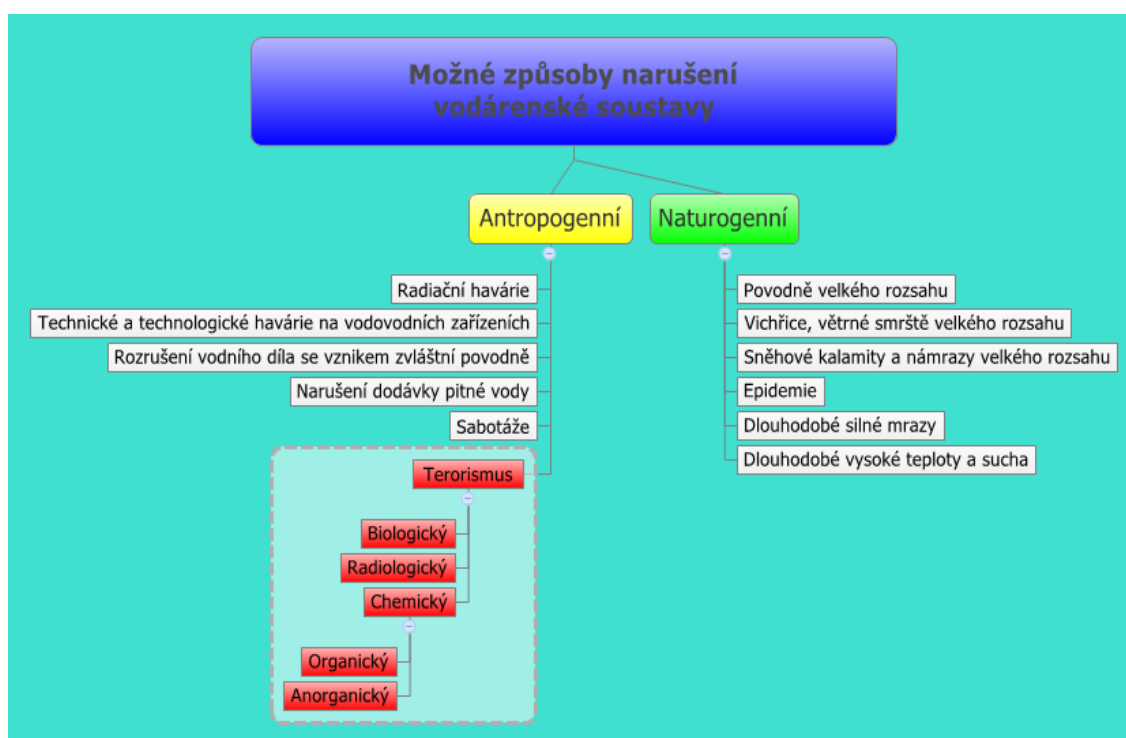 Možné způsoby narušení
vodárenské soustavy
Antropogenní
Naturogenní
Radiační havárie
Technické a technologické havárie na vodovodních zařízeních
Rozrušení vodního díla se vznikem zvláštní povodně
Narušení dodávky pitné vody
Sabotáže
Terorismus
Biologický
Radiologický
Chemický
Organický
Anorganický
Povodně velkého rozsahu
Vichřice, větrné smrště velkého rozsahu
Sněhové kalamity a námrazy velkého rozsahu
Epidemie
Dlouhodobé silné mrazy
Dlouhodobé vysoké teploty a sucha